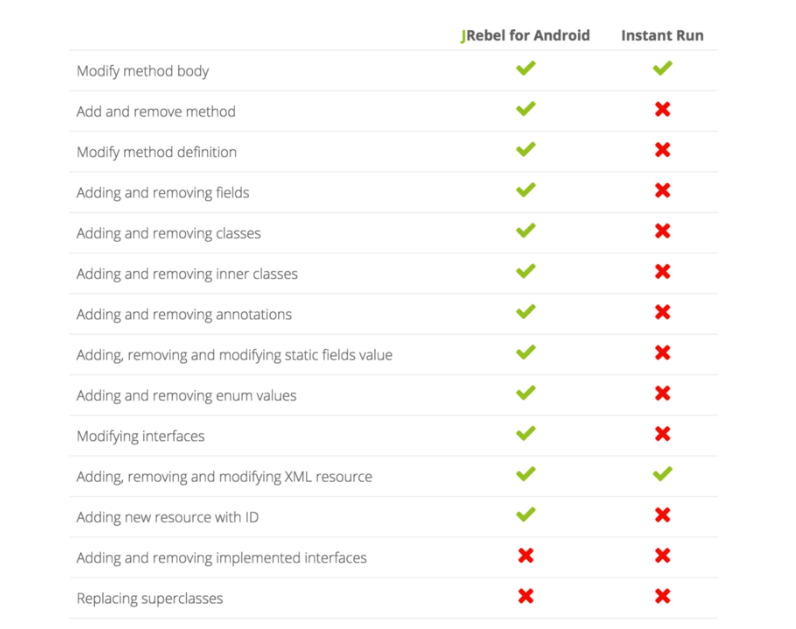 JRebel for Android Instant Run
Modify method body
Add and remove method
Modify method definition
Adding and removing fields
Adding and removing classes
Adding and removing inner classes
Adding and removing annotations
Adding, removing and modifying static fields value
Adding and removing enum values
Modifying interfaces
Adding, removing and modifying XML resource
Adding new resource with ID
Adding and removing implemented interfaces
Replacing superclasses